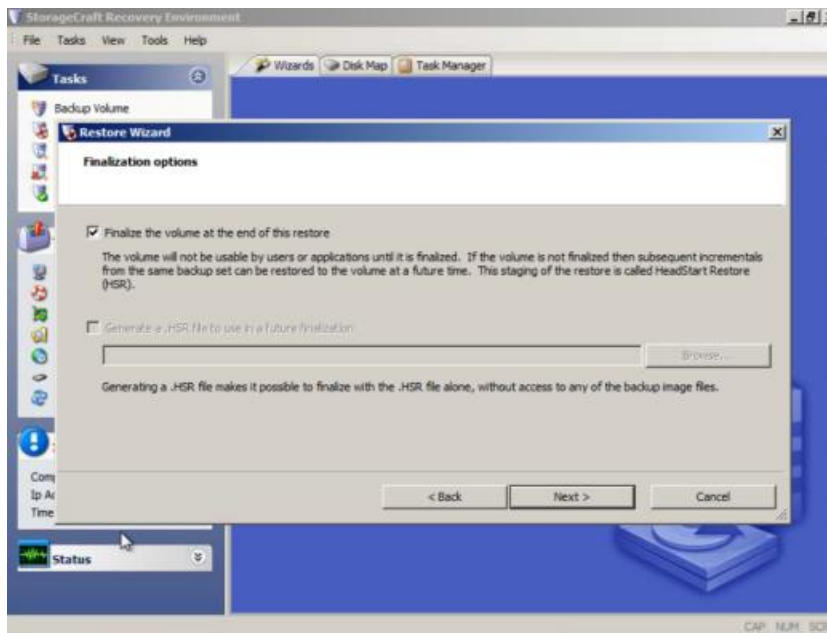 StorageCraft Recovery Environment
File Tasks View Tools Help
Wizards Disk Map Task Manager
Tasks
Backup Volume
Restore Wizard
Finalization options
Finalize the volume at the end of this restore
The volume will not be usable by users or applications until it is finalized. If the volume is not finalized then subsequent incrementals
from the same backup set can be restored to the volume at a future time. This staging of the restore is called HeadStart Restore
(HSR).
Generate a .HSR file to use in a future finalization
Browse...
Generating a .HSR file makes it possible to finalize with the .HSR file alone, without access to any of the backup image files.
< Back Next > Cancel
Com
Ip Ad
Time
Status
CAP NUM SCR